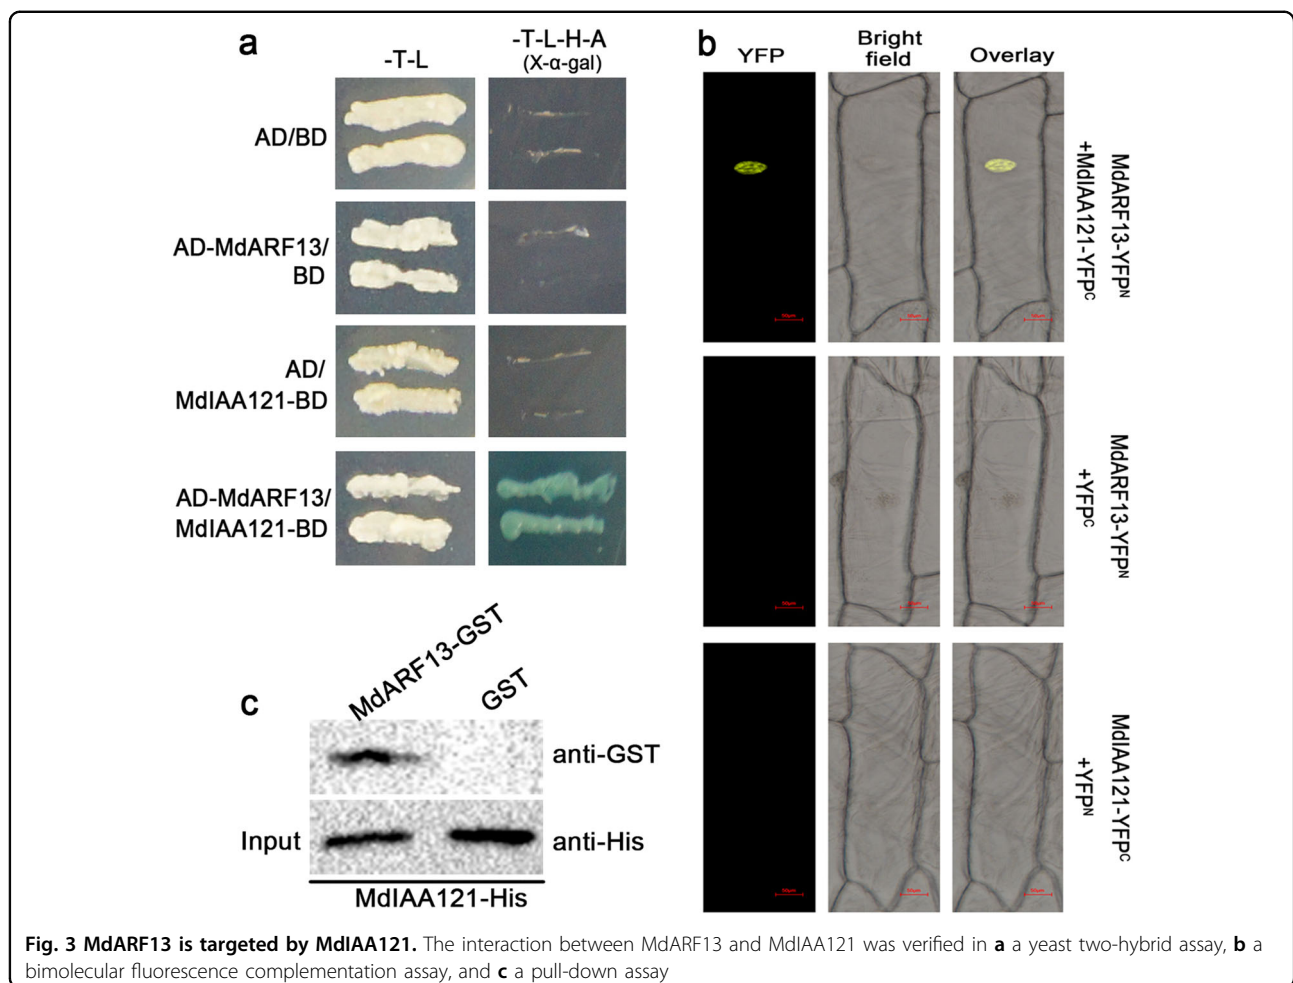 a
-T-L
-T-L-H-A
(X-α-gal)
AD/BD
AD-MdARF13/
BD
AD/
MdIAA121-BD
AD-MdARF13/
MdIAA121-BD
b
YFP
Bright
field
Overlay
MdARF13-YFPᴺ
+MdIAA121-YFPᶜ
MdARF13-YFPᴺ
+YFPᶜ
MdIAA121-YFPᶜ
+YFPᴺ
c
MdARF13-GST
GST
anti-GST
Input
anti-His
MdIAA121-His
Fig. 3 MdARF13 is targeted by MdIAA121. The interaction between MdARF13 and MdIAA121 was verified in a a yeast two-hybrid assay, b a
bimolecular fluorescence complementation assay, and c a pull-down assay